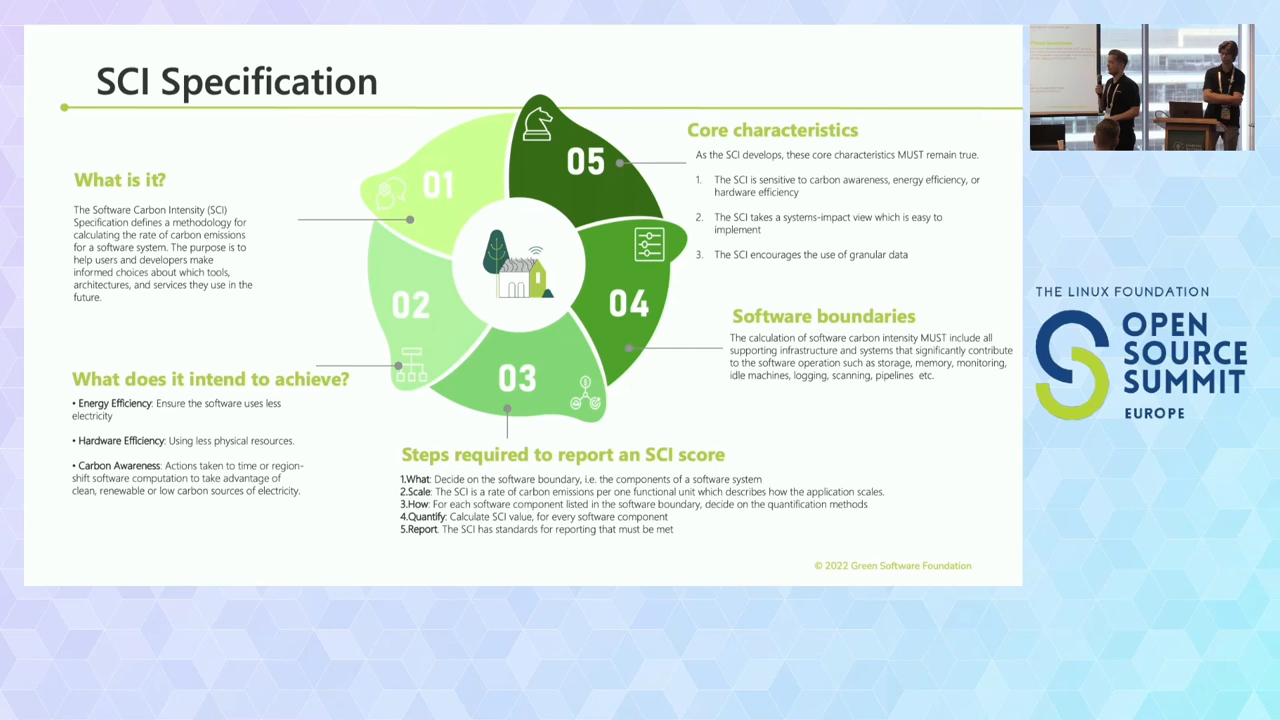 SCI Specification
What is it?
The Software Carbon Intensity (SCI)
Specification defines a methodology for
calculating the rate of carbon emissions
for a software system. The purpose is to
help users and developers make
informed choices about which tools,
architectures, and services they use in the
future.
01
What does it intend to achieve?
• Energy Efficiency: Ensure the software uses less
electricity
• Hardware Efficiency: Using less physical resources.
• Carbon Awareness: Actions taken to time or region-
shift software computation to take advantage of
clean, renewable or low carbon sources of electricity.
02
03
Steps required to report an SCI score
1.What: Decide on the software boundary, i.e. the components of a software system
2.Scale: The SCI is a rate of carbon emissions per one functional unit which describes how the application scales.
3.How: For each software component listed in the software boundary, decide on the quantification methods
4.Quantify: Calculate SCI value, for every software component
5.Report. The SCI has standards for reporting that must be met
04
Software boundaries
The calculation of software carbon intensity MUST include all
supporting infrastructure and systems that significantly contribute
to the software operation such as storage, memory, monitoring,
idle machines, logging, scanning, pipelines etc.
05
Core characteristics
As the SCI develops, these core characteristics MUST remain true.
1. The SCI is sensitive to carbon awareness, energy efficiency, or
hardware efficiency
2. The SCI takes a systems-impact view which is easy to
implement
3. The SCI encourages the use of granular data
© 2022 Green Software Foundation
THE LINUX FOUNDATION
OPEN
SOURCE
SUMMIT
EUROPE